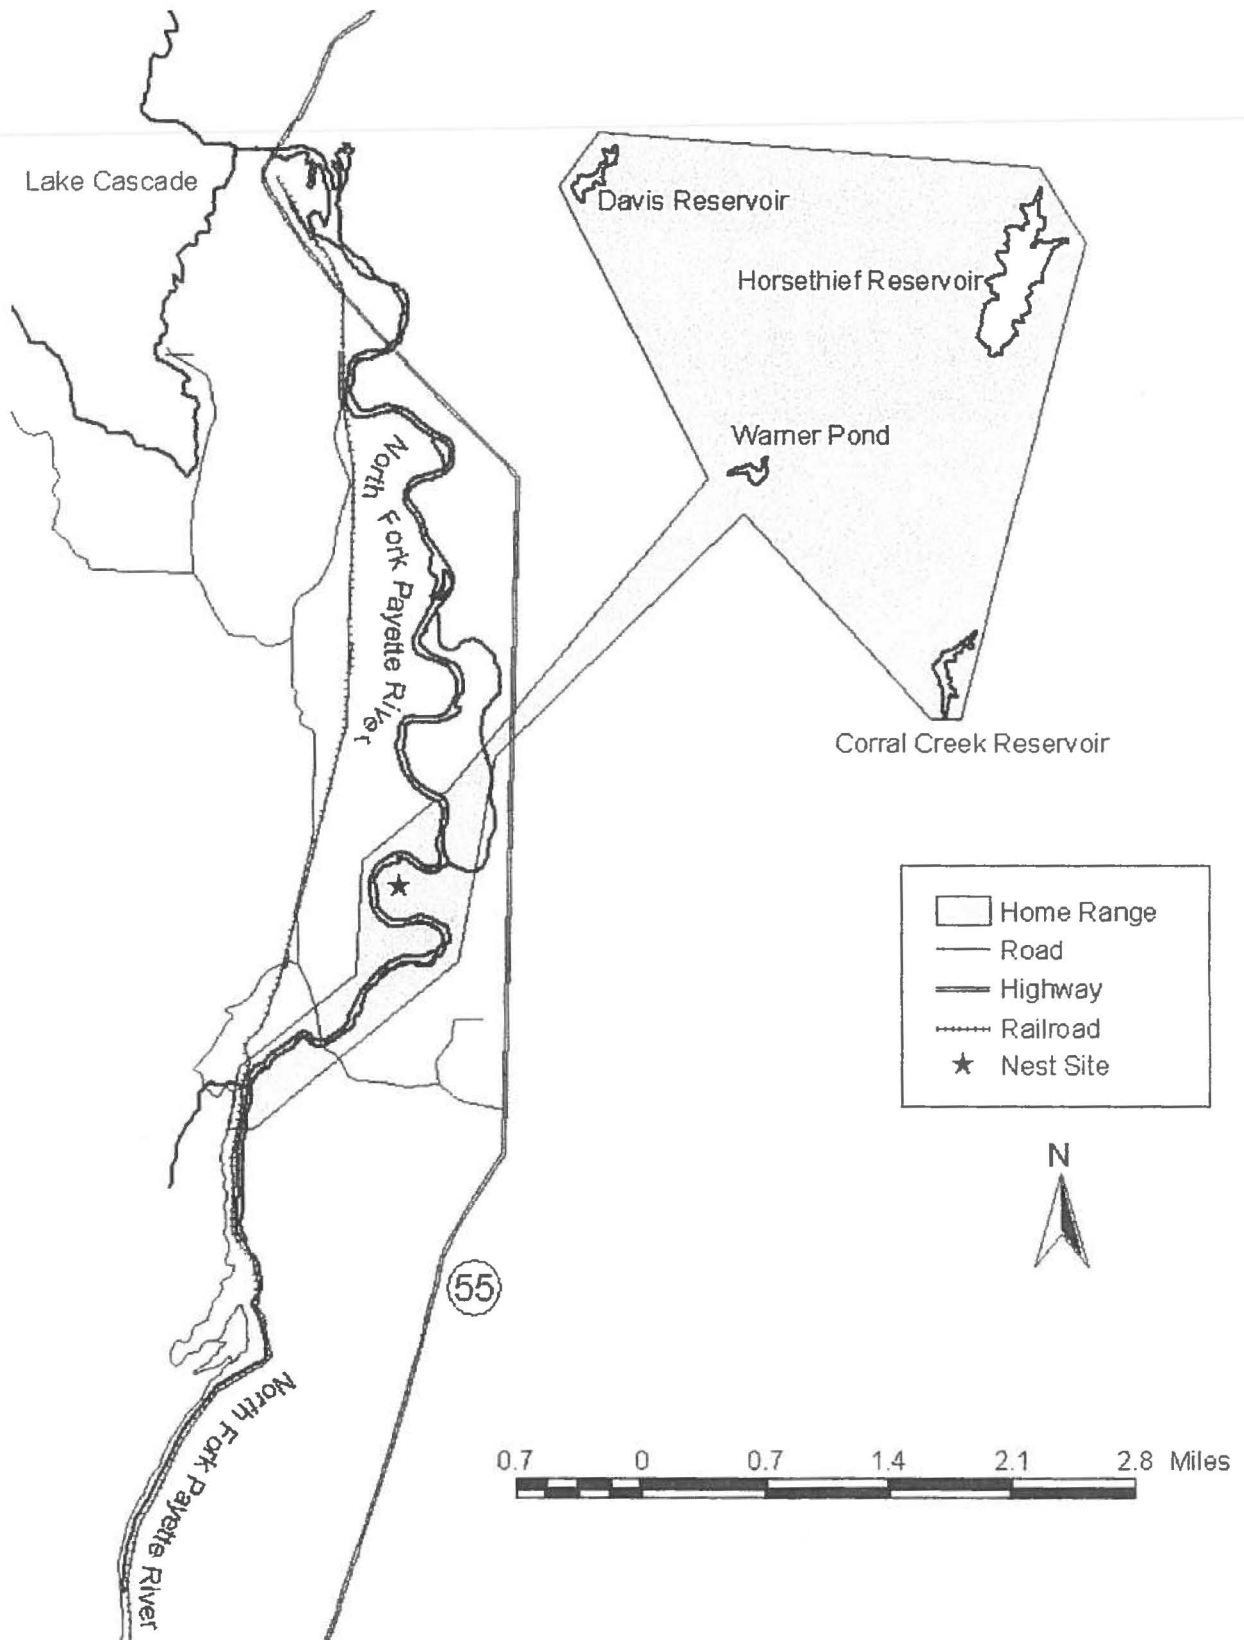 Lake Cascade
Davis Reservoir
Horsethief Reservoir
Warner Pond
North Fork Payette River
Corral Creek Reservoir
Home Range
Road
Highway
Railroad
Nest Site
N
55
North Fork Payette River
0.7 0 0.7 1.4 2.1 2.8 Miles